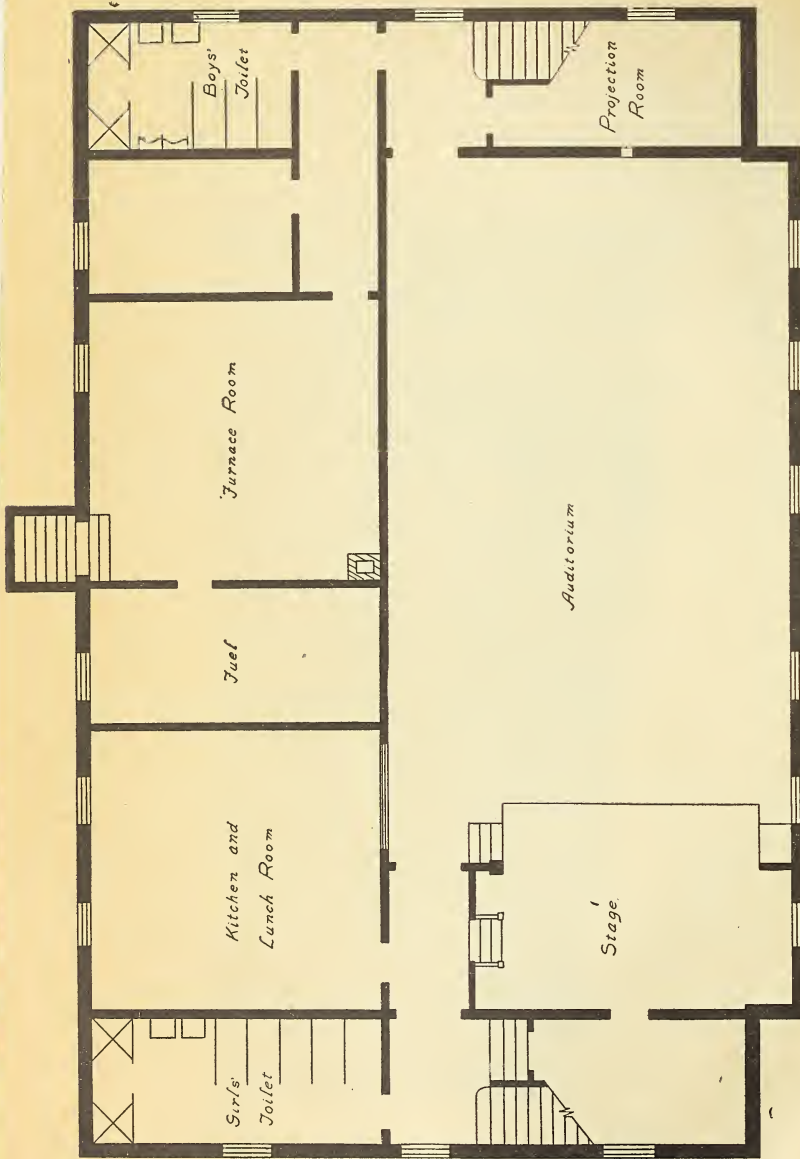 Boys'
Toilet
Projection
Room
Furnace Room
Auditorium
Fuel
Kitchen and
Lunch Room
Stage
Girls'
Toilet